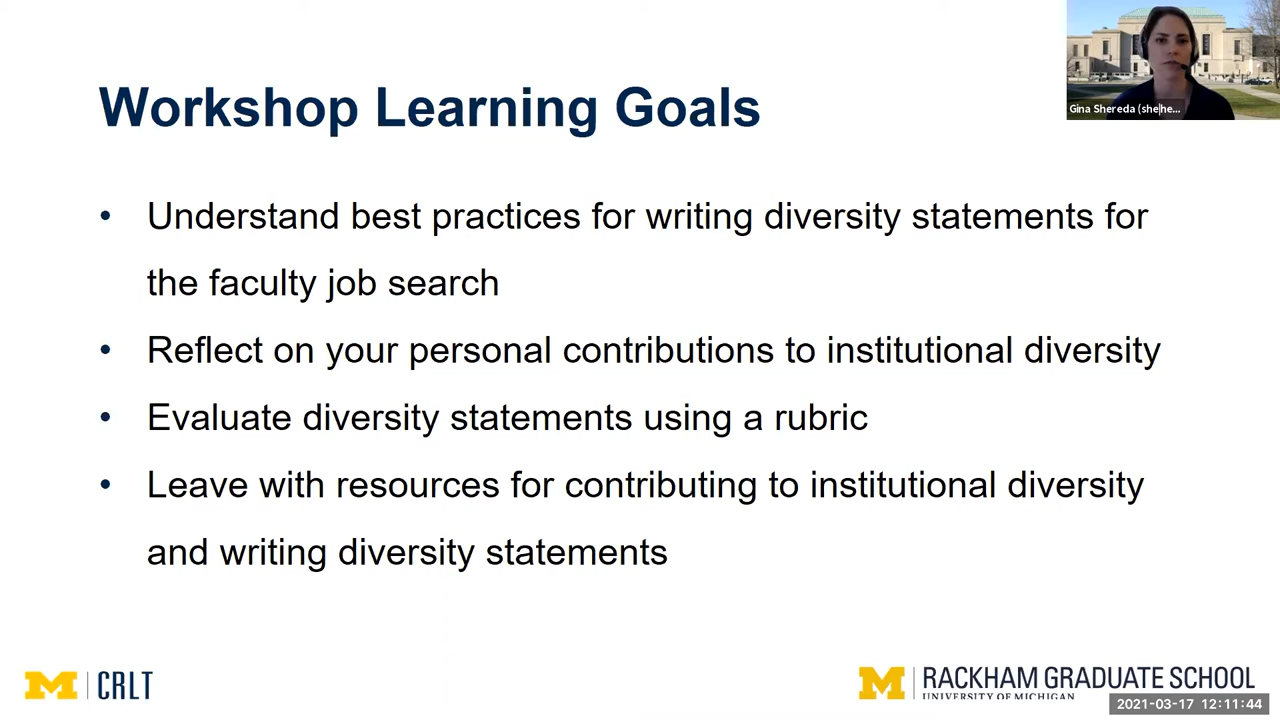 Workshop Learning Goals
Gina Shereda (she|he...
• Understand best practices for writing diversity statements for
the faculty job search
• Reflect on your personal contributions to institutional diversity
• Evaluate diversity statements using a rubric
• Leave with resources for contributing to institutional diversity
and writing diversity statements
M | CRLT
M | RACKHAM GRADUATE SCHOOL
UNIVERSITY OF MICHIGAN
2021-03-17 12:11:44